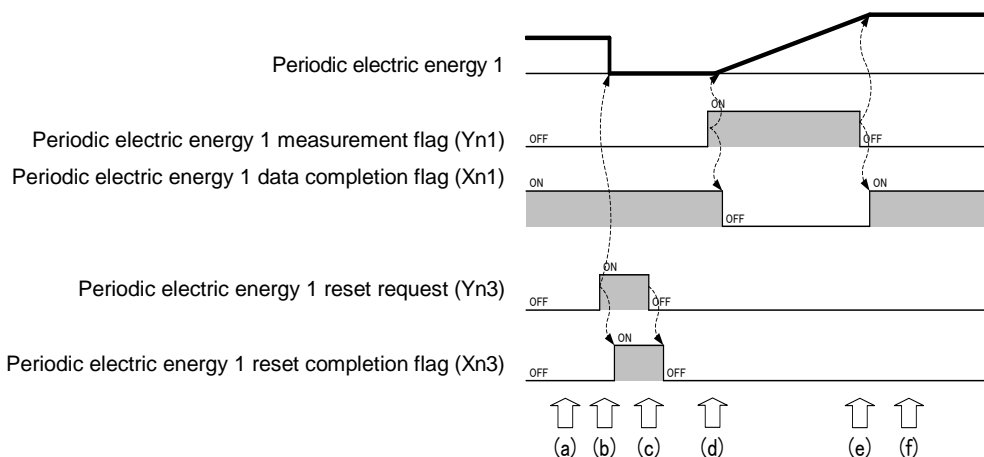 Periodic electric energy 1
ON
Periodic electric energy 1 measurement flag (Yn1)
OFF
OFF
Periodic electric energy 1 data completion flag (Xn1)
ON
ON
OFF
ON
Periodic electric energy 1 reset request (Yn3)
OFF
OFF
ON
Periodic electric energy 1 reset completion flag (Xn3)
OFF
OFF
(a) (b) (c) (d) (e) (f)